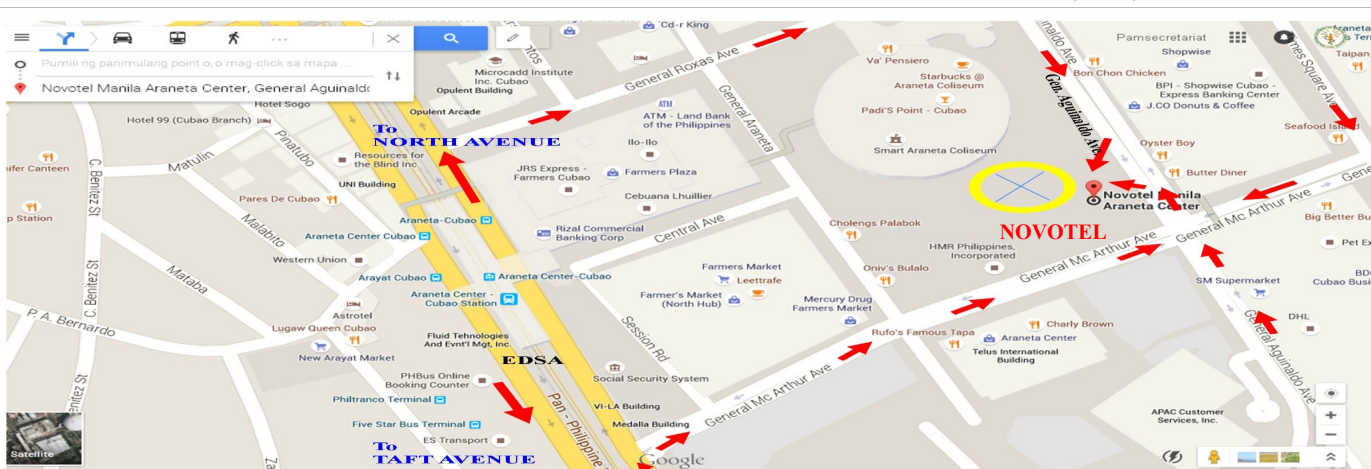 Pumili ng panimulang point o, o mag-click sa mapa ...
Novotel Manila Araneta Center, General Aguinaldo
Pamsecretariat
Cd-r King
Microcadd Institute
Inc. Cubao
Opulent Building
General Roxas Ave
Va' Pensiero
Starbucks @
Araneta Coliseum
PadiS Point - Cubao
Smart Araneta Coliseum
Gen. Aguinaldo Ave
Bon Chon Chicken
Shopwise
BPI - Shopwise Cubao -
Express Banking Center
J.CO Donuts & Coffee
Taipan
Seafood Island
Oyster Boy
Butter Diner
Hotel Sogo
Hotel 99 (Cubao Branch)
Opulent Arcade
To
NORTH AVENUE
ATM
ATM - Land Bank
of the Philippines
General Araneta
Ilo-Ilo
Matulin
Pinatubo
Resources for
the Blind Inc
UNI Building
JRS Express -
Farmers Cubao
Farmers Plaza
Cebuana Lhuillier
C. Benitez St
Pares De Cubao
Malabito
Araneta-Cubao
Araneta Center Cubao
Rizal Commercial
Banking Corp
Central Ave
Cholengs Palabok
Novotel Manila
Araneta Center
NOVOTEL
General Mc Arthur Ave
Western Union
Arayat Cubao
Araneta Center-Cubao
Farmers Market
Leettrafe
HMR Philippines,
Incorporated
General Mc Arthur Ave
Oniv's Bulalo
SM Supermarket
Mataba
C. Benitez St
Araneta Center -
Cubao Station
Farmer's Market
(North Hub)
Mercury Drug
Farmers Market
DHL
P. A. Bernardo
Astrotel
Lugaw Queen Cubao
Fluid Tehnologies
And Evnt'l Mgt, Inc.
Session Rd
Rufo's Famous Tapa
Charly Brown
Araneta Center
Telus International
Building
General Aguinaldo Ave
New Arayat Market
EDSA
PHBus Online
Booking Counter
Social Security System
Philtranco Terminal
VI-LA Building
General Mc Arthur Ave
Five Star Bus Terminal
Pan - Philippine
Medalla Building
APAC Customer
Services, Inc.
ES Transport
To
TAFT AVENUE
Satellite
Google